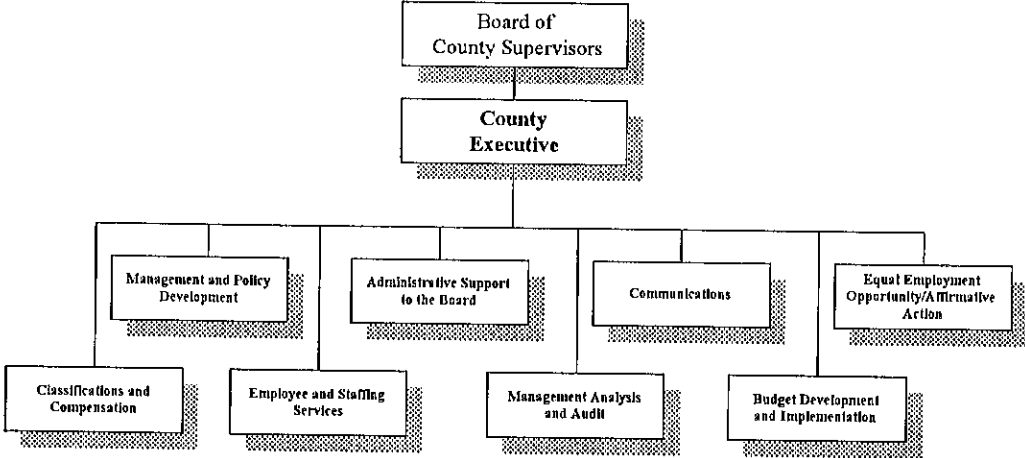 Board of
County Supervisors
County
Executive
Management and Policy
Development
Administrative Support
to the Board
Communications
Equal Employment
Opportunity/Affirmative
Action
Classifications and
Compensation
Employee and Staffing
Services
Management Analysis
and Audit
Budget Development
and Implementation